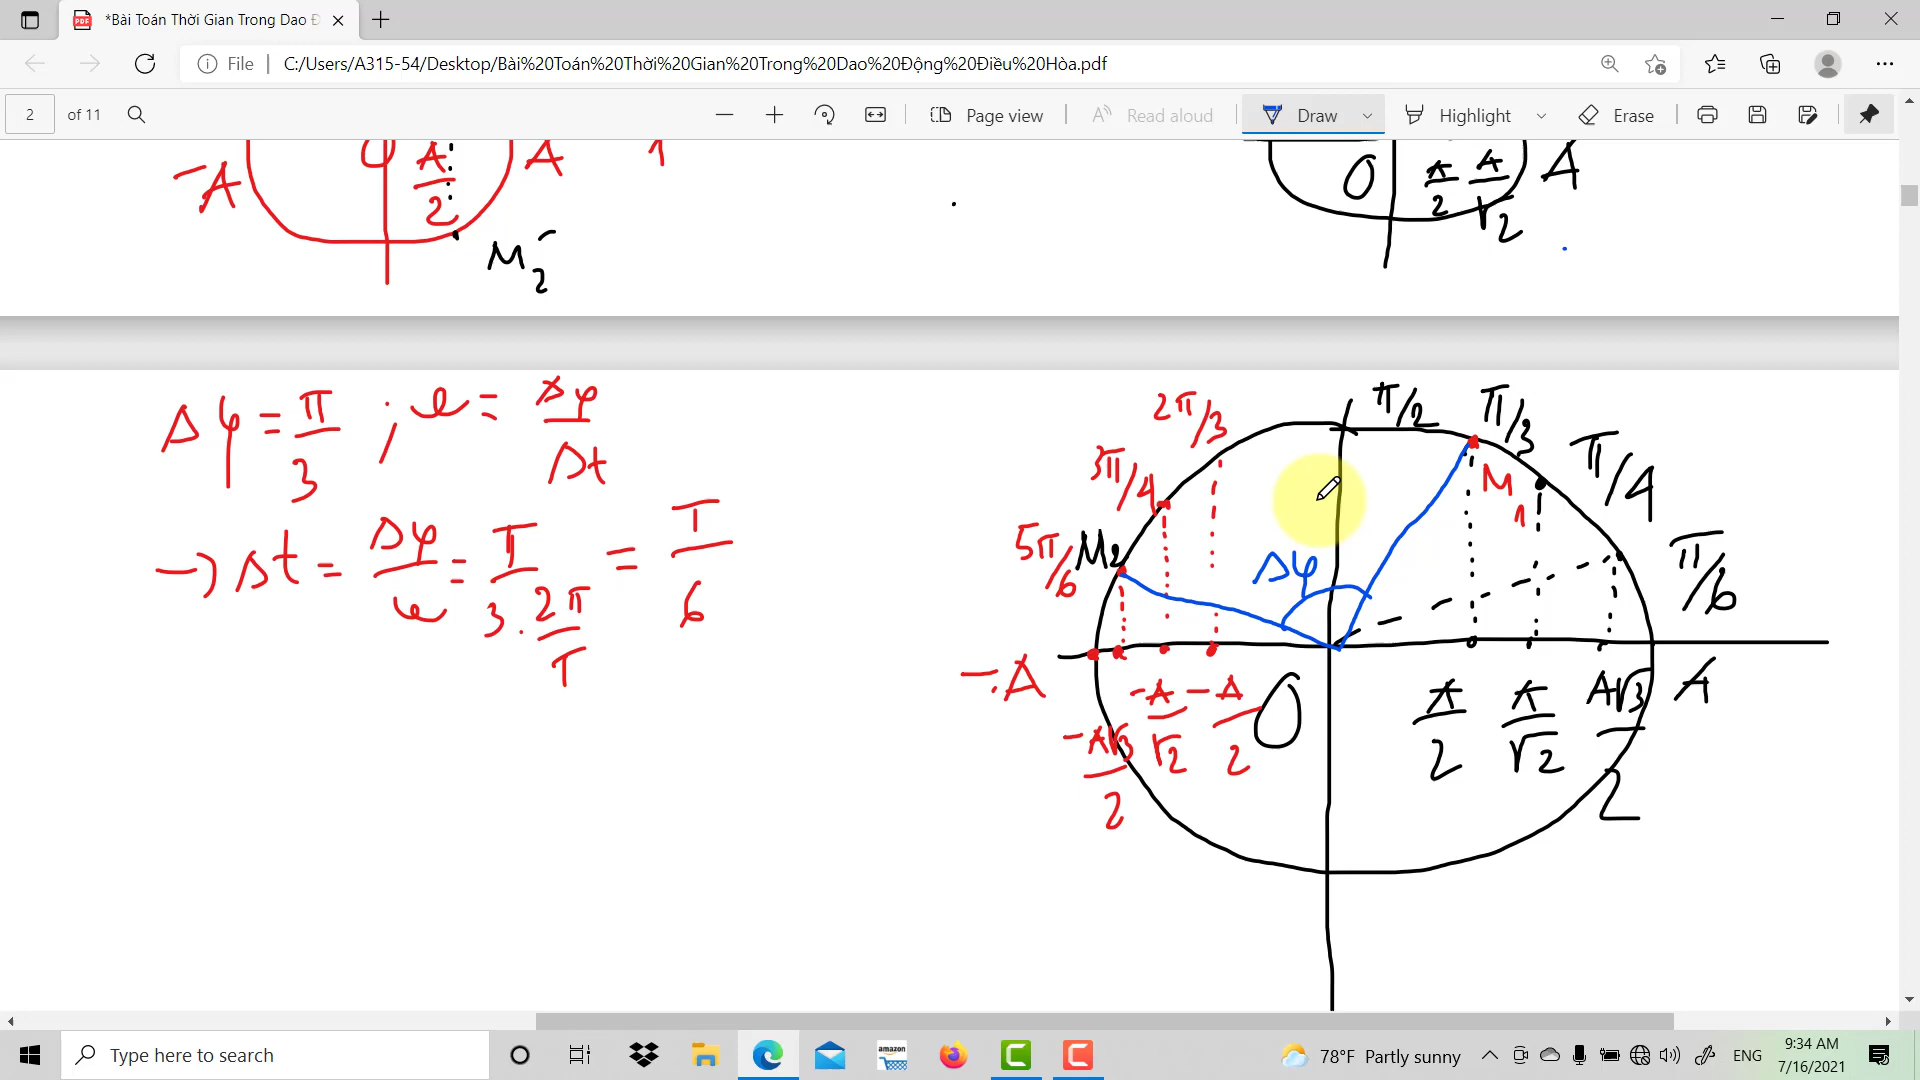 *Bài Toán Thời Gian Trong Dao Đ
File
C:/Users/A315-54/Desktop/Bài%20Toán%20Thời%20Gian%20Trong%20Dao%20Động%20Điều%20Hòa.pdf
2 of 11
Page view
Read aloud
Draw
Highlight
Erase
-A
A/2
A
M2
0
A/2
A/√2
A
Δφ = π/3 ; ω = Δφ/Δt
→ Δt = Δφ/ω = π/(3 . 2π/T) = T/6
2π/3
π/2
π/3
3π/4
M1
π/4
5π/6
M2
Δφ
π/6
-A
-A√3/2
-A/√2
-A/2
0
A/2
A/√2
A√3/2
A
Type here to search
amazon
78°F Partly sunny
ENG
9:34 AM
7/16/2021